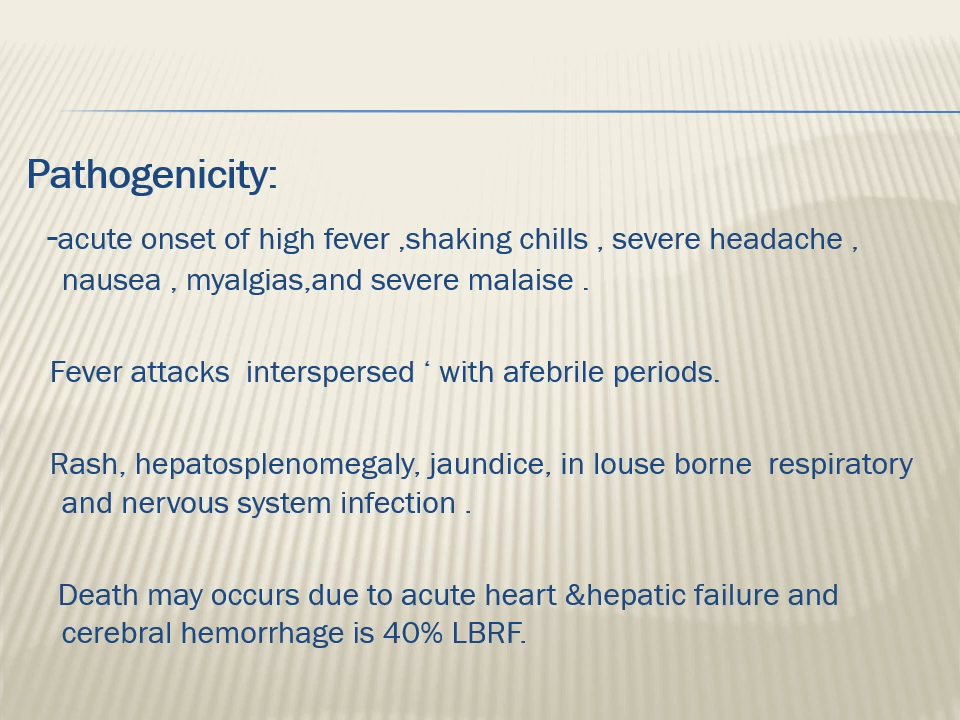 Pathogenicity:
-acute onset of high fever ,shaking chills , severe headache ,
nausea , myalgias,and severe malaise .
Fever attacks  interspersed ‘ with afebrile periods.
Rash, hepatosplenomegaly, jaundice, in louse borne  respiratory
and nervous system infection .
Death may occurs due to acute heart &hepatic failure and
cerebral hemorrhage is 40% LBRF.